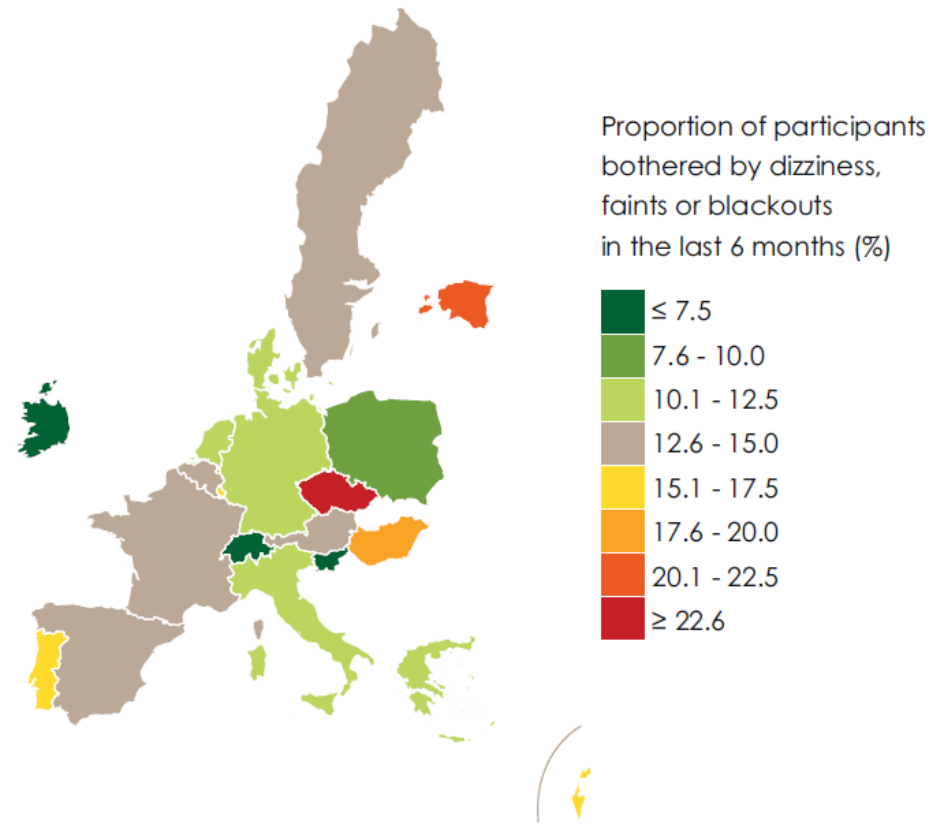 Proportion of participants
bothered by dizziness,
faints or blackouts
in the last 6 months (%)
≤ 7.5
7.6 - 10.0
10.1 - 12.5
12.6 - 15.0
15.1 - 17.5
17.6 - 20.0
20.1 - 22.5
≥ 22.6